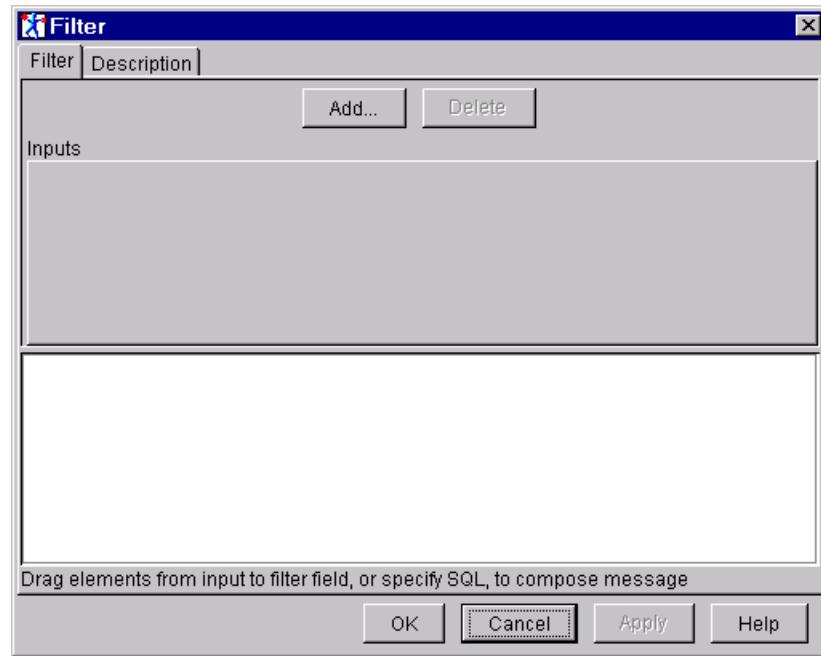 Filter
Filter Description
Add... Delete
Inputs
Drag elements from input to filter field, or specify SQL, to compose message
OK Cancel Apply Help